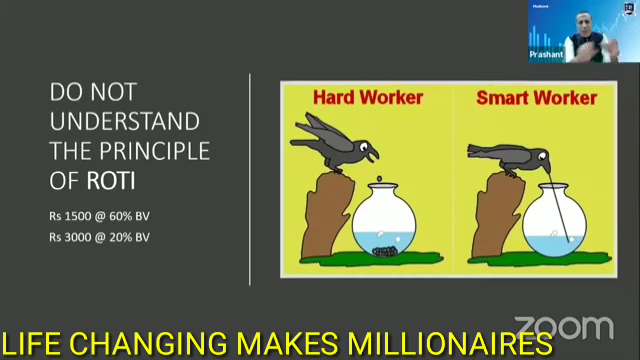 Prashant
DO NOT
UNDERSTAND
THE PRINCIPLE
OF ROTI
Rs 1500 @ 60% BV
Rs 3000 @ 20% BV
Hard Worker
Smart Worker
zoom
LIFE CHANGING MAKES MILLIONAIRES